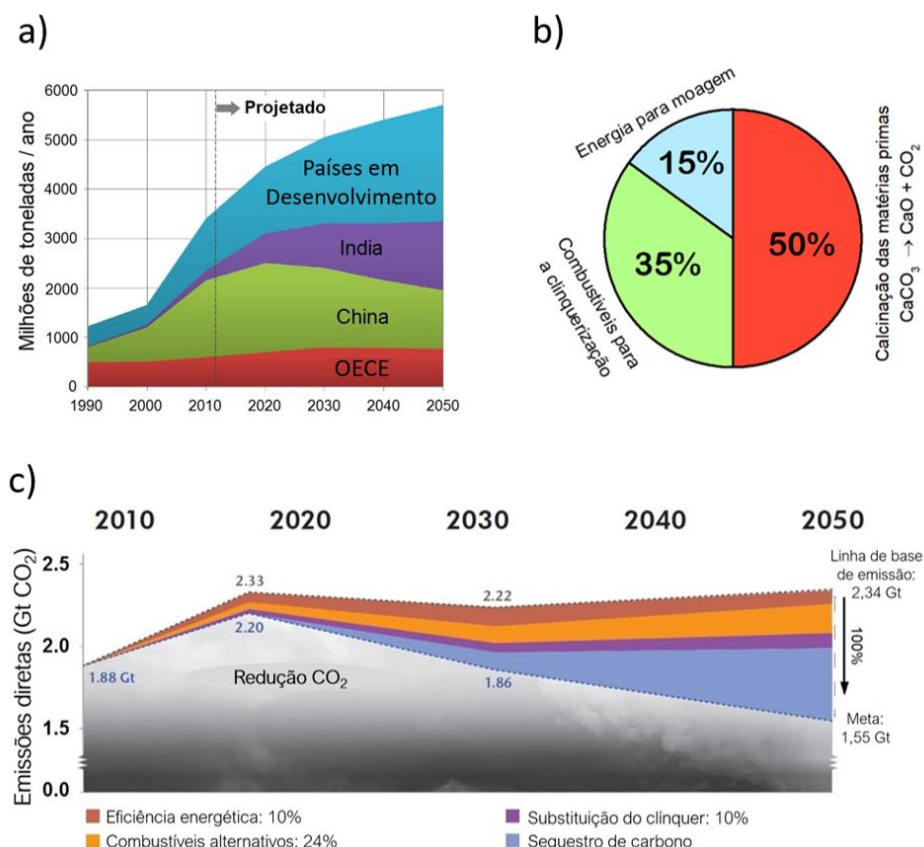 a)
6000
5000
4000
3000
2000
1000
0
Milhões de toneladas / ano
Projetado
Países em
Desenvolvimento
India
China
OECE
1990 2000 2010 2020 2030 2040 2050
b)
Energia para moagem
15%
35%
50%
Combustíveis para
a clinquerização
Calcinação das matérias primas
CaCO₃ → CaO + CO₂
c)
2010 2020 2030 2040 2050
Emissões diretas (Gt CO₂)
2.5
2.0
1.5
0.0
2.33
2.20
1.88 Gt
Redução CO₂
2.22
1.86
Linha de base
de emissão:
2,34 Gt
100%
Meta:
1,55 Gt
Eficiência energética: 10%
Combustíveis alternativos: 24%
Substituição do clínquer: 10%
Sequestro de carbono